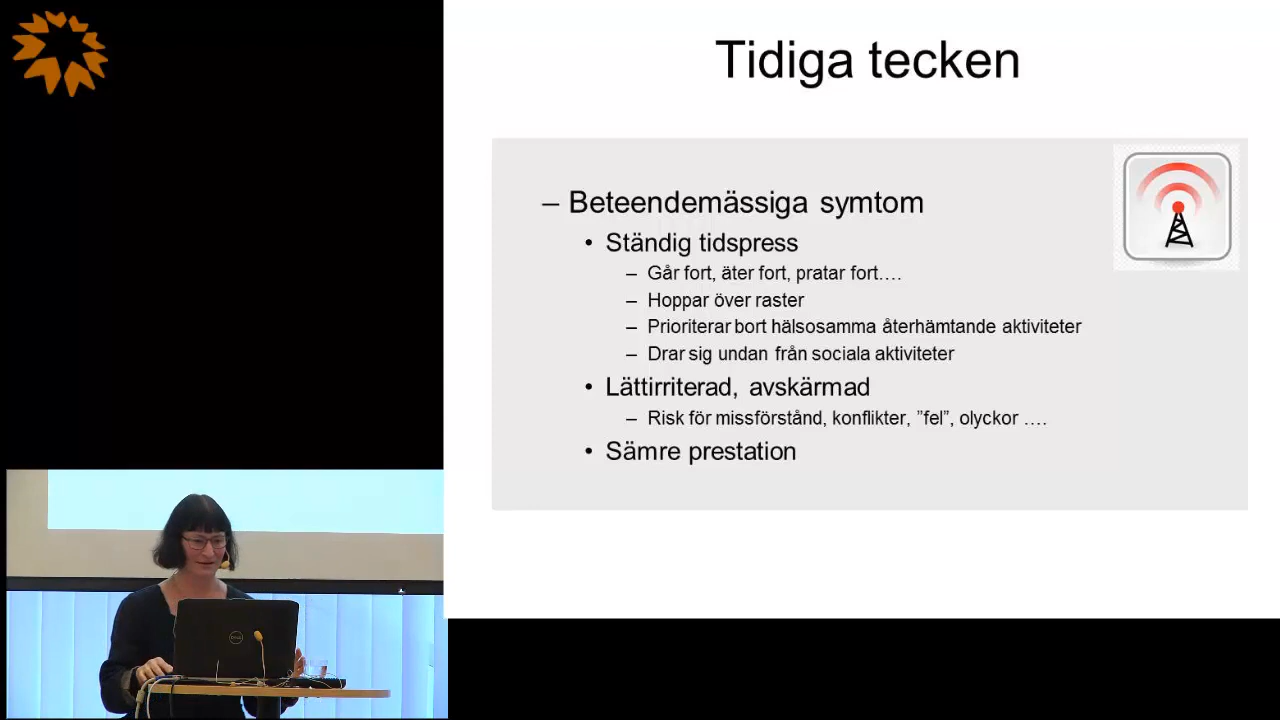 Tidiga tecken
– Beteendemässiga symtom
• Ständig tidspress
– Går fort, äter fort, pratar fort….
– Hoppar över raster
– Prioriterar bort hälsosamma återhämtande aktiviteter
– Drar sig undan från sociala aktiviteter
• Lättirriterad, avskärmad
– Risk för missförstånd, konflikter, ”fel”, olyckor ….
• Sämre prestation
DELL